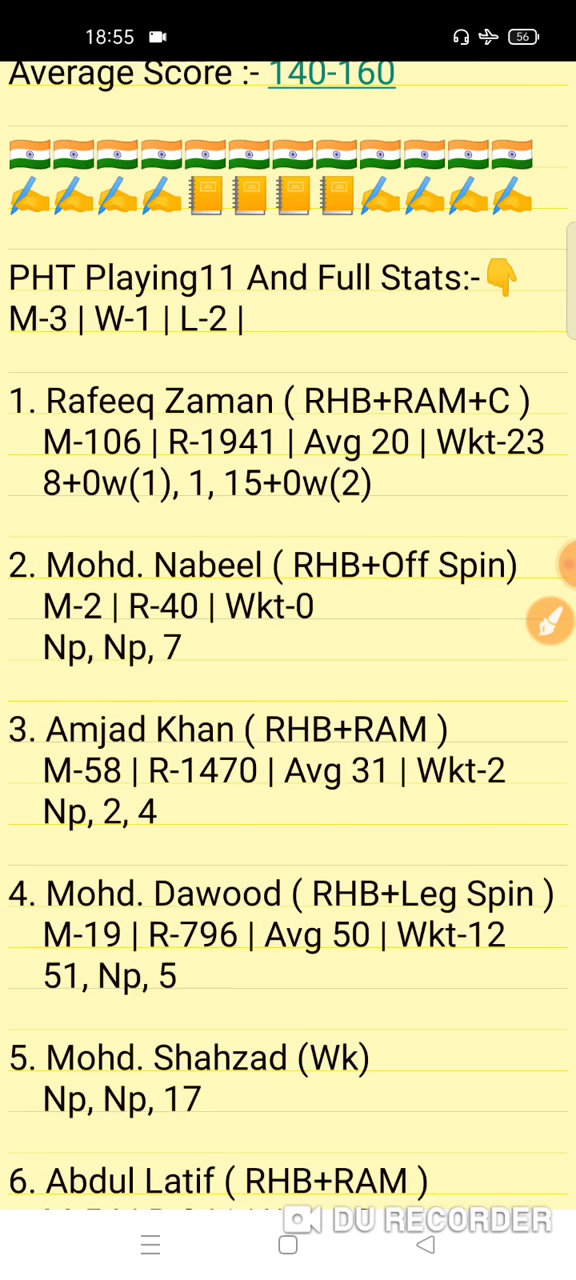 18:55
56
Average Score :- 140-160
PHT Playing11 And Full Stats:-
M-3 | W-1 | L-2 |
1. Rafeeq Zaman ( RHB+RAM+C )
M-106 | R-1941 | Avg 20 | Wkt-23
8+0w(1), 1, 15+0w(2)
2. Mohd. Nabeel ( RHB+Off Spin)
M-2 | R-40 | Wkt-0
Np, Np, 7
3. Amjad Khan ( RHB+RAM )
M-58 | R-1470 | Avg 31 | Wkt-2
Np, 2, 4
4. Mohd. Dawood ( RHB+Leg Spin )
M-19 | R-796 | Avg 50 | Wkt-12
51, Np, 5
5. Mohd. Shahzad (Wk)
Np, Np, 17
6. Abdul Latif ( RHB+RAM )
DU RECORDER